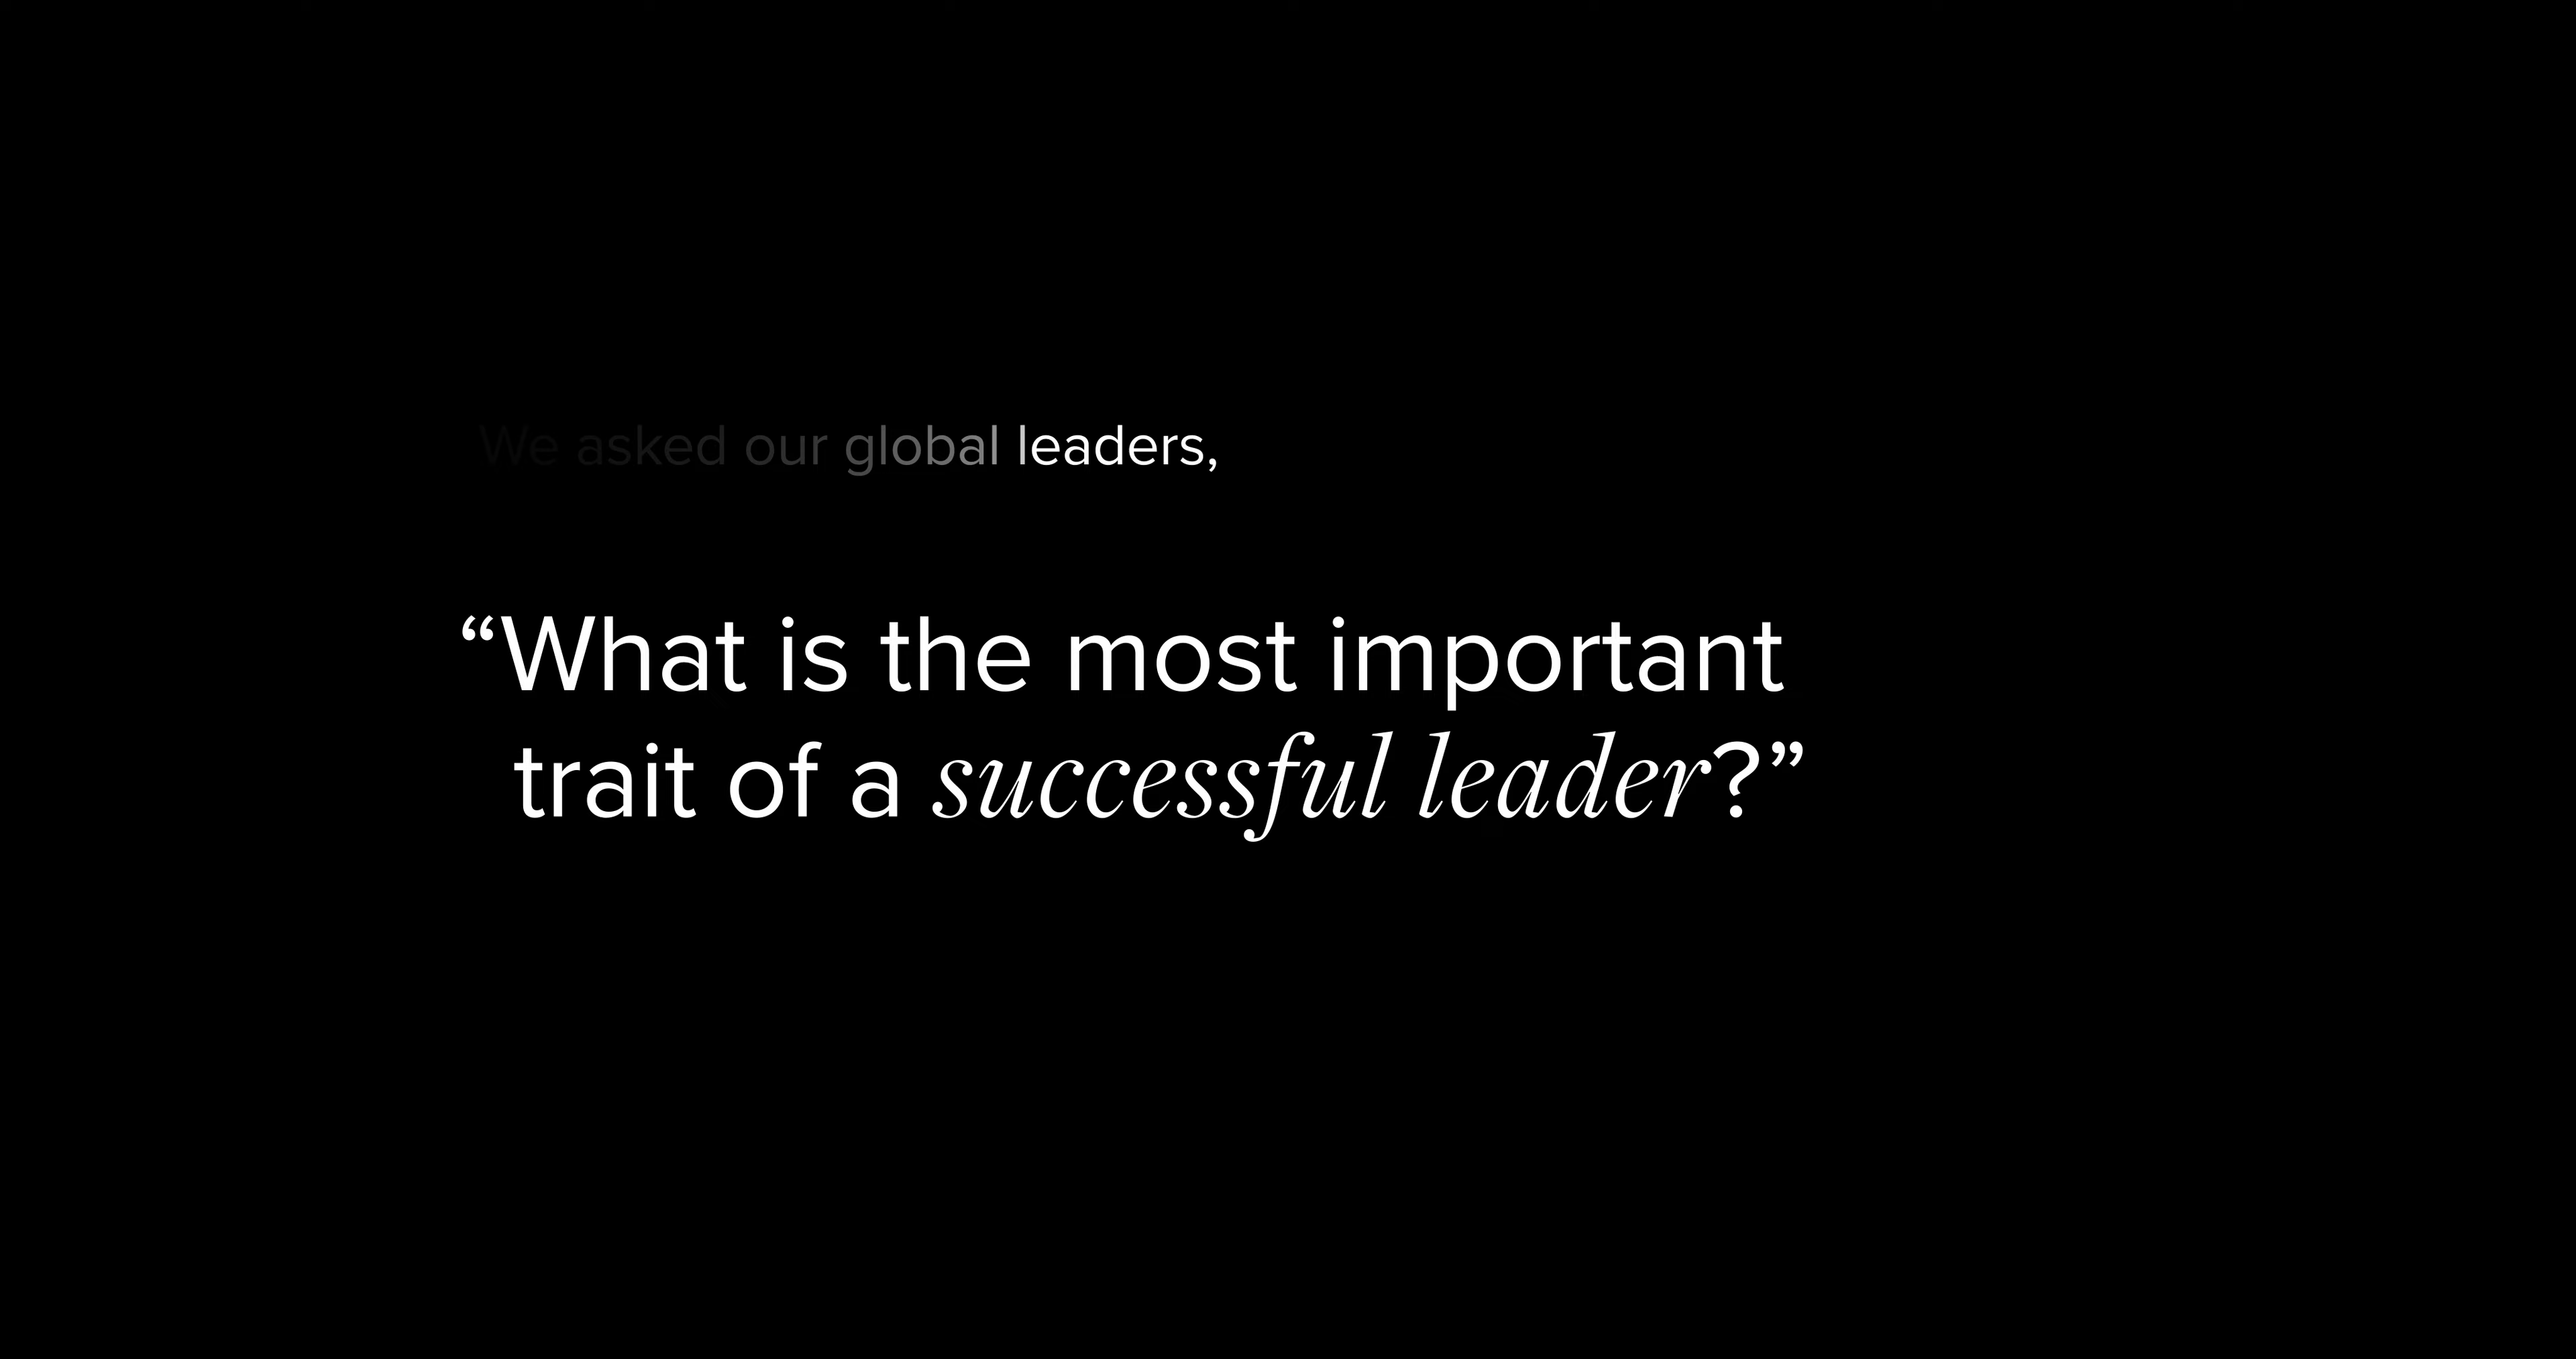 We asked our global leaders,
“What is the most important
trait of a successful leader?”